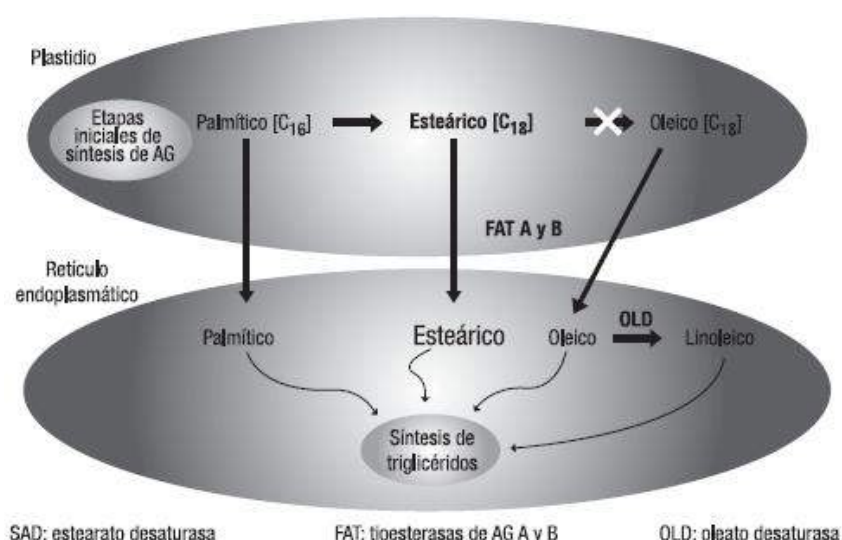 Plastidio
Etapas
iniciales de
síntesis de AG
Palmítico [C16]
Esteárico [C18]
Oleico [C18]
FAT A y B
Retículo
endoplasmático
Palmítico
Esteárico
Oleico
OLD
Linoleico
Síntesis de
triglicéridos
SAD: estearato desaturasa
FAT: tioesterasas de AG A y B
OLD: oleato desaturasa